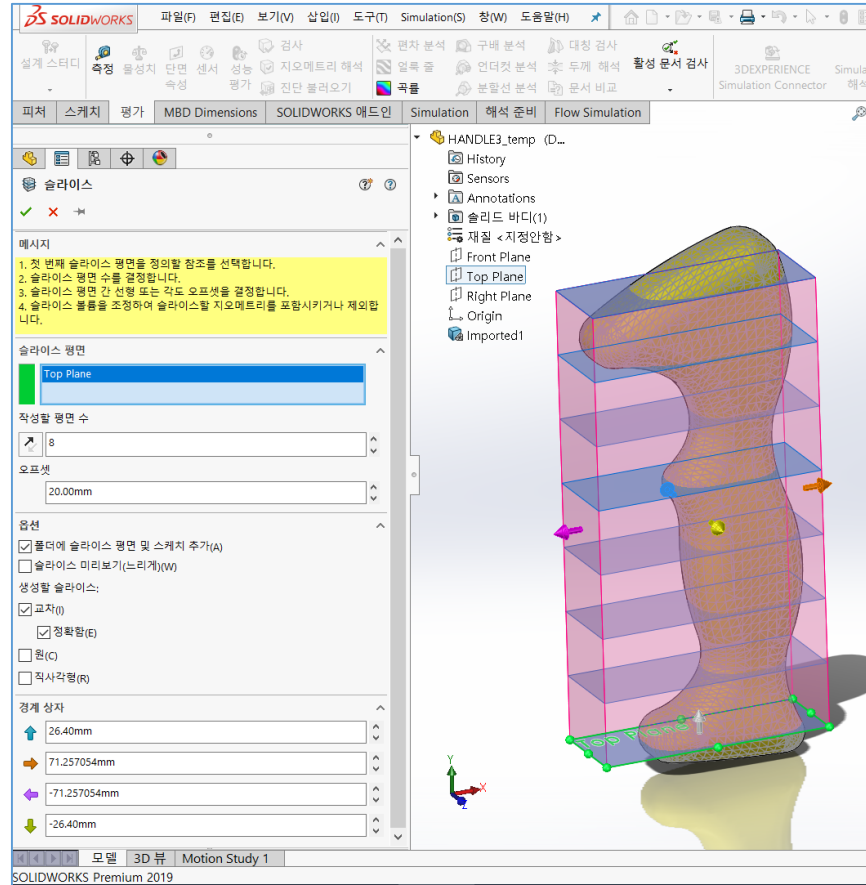 SOLIDWORKS 파일(F) 편집(E) 보기(V) 삽입(I) 도구(T) Simulation(S) 창(W) 도움말(H)
설계 스터디 측정 물성치 단면 속성 센서 성능 평가
검사 편차 분석 구배 분석 대칭 검사
지오메트리 해석 얼룩 줄 언더컷 분석 두께 해석 활성 문서 검사
진단 불러오기 곡률 분할선 분석 문서 비교
3DEXPERIENCE
Simulation Connector
Simula
해석
피처 스케치 평가 MBD Dimensions SOLIDWORKS 애드인 Simulation 해석 준비 Flow Simulation
슬라이스
메시지
1. 첫 번째 슬라이스 평면을 정의할 참조를 선택합니다.
2. 슬라이스 평면 수를 결정합니다.
3. 슬라이스 평면 간 선형 또는 각도 오프셋을 결정합니다.
4. 슬라이스 볼륨을 조정하여 슬라이스할 지오메트리를 포함시키거나 제외합
니다.
슬라이스 평면
Top Plane
작성할 평면 수
8
오프셋
20.00mm
옵션
폴더에 슬라이스 평면 및 스케치 추가(A)
슬라이스 미리보기(느리게)(W)
생성할 슬라이스:
교차(I)
정확함(E)
원(C)
직사각형(R)
경계 상자
26.40mm
71.257054mm
-71.257054mm
-26.40mm
HANDLE3_temp (D...
History
Sensors
Annotations
솔리드 바디(1)
재질 <지정안함>
Front Plane
Top Plane
Right Plane
Origin
Imported1
Top Plane
Y
X
Z
모델 3D 뷰 Motion Study 1
SOLIDWORKS Premium 2019